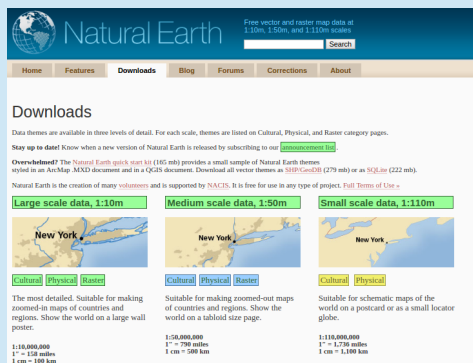 Natural Earth
Free vector and raster map data at
1:10m, 1:50m, and 1:110m scales
Search
Home Features Downloads Blog Forums Corrections About
Downloads
Data themes are available in three levels of detail. For each scale, themes are listed on Cultural, Physical, and Raster category pages.
Stay up to date! Know when a new version of Natural Earth is released by subscribing to our announcement list.
Overwhelmed? The Natural Earth quick start kit (165 mb) provides a small sample of Natural Earth themes
styled in an ArcMap .MXD document and in a QGIS document. Download all vector themes as SHP/GeoDB (279 mb) or as SQLite (222 mb).
Natural Earth is the creation of many volunteers and is supported by NACIS. It is free for use in any type of project. Full Terms of Use »
Large scale data, 1:10m
New York
Cultural Physical Raster
The most detailed. Suitable for making
zoomed-in maps of countries and
regions. Show the world on a large wall
poster.
1:10,000,000
1″ = 158 miles
1 cm = 100 km
Medium scale data, 1:50m
New York
Cultural Physical Raster
Suitable for making zoomed-out maps
of countries and regions. Show the
world on a tabloid size page.
1:50,000,000
1″ = 790 miles
1 cm = 500 km
Small scale data, 1:110m
New York
Cultural Physical
Suitable for schematic maps of the
world on a postcard or as a small locator
globe.
1:110,000,000
1″ = 1,736 miles
1 cm = 1,100 km